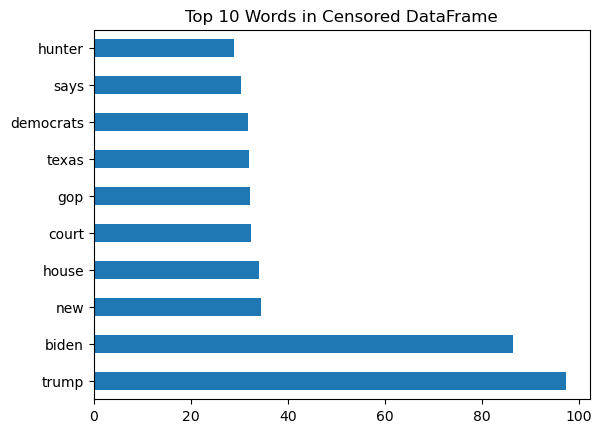 Top 10 Words in Censored DataFrame
hunter
says
democrats
texas
gop
court
house
new
biden
trump
0 20 40 60 80 100